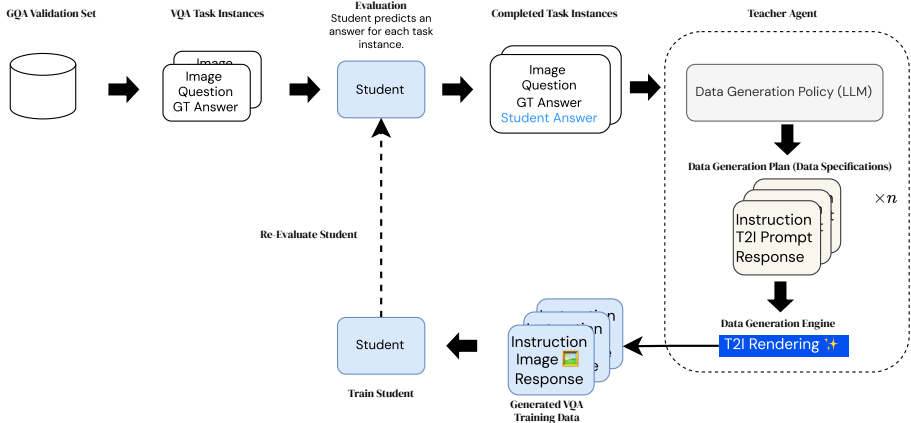 GQA Validation Set
VQA Task Instances
Evaluation
Student predicts an
answer for each task
instance.
Completed Task Instances
Teacher Agent
Image
Image
Question
GT Answer
Student
Image
Question
GT Answer
Student Answer
Data Generation Policy (LLM)
Data Generation Plan (Data Specifications)
Instruction
T2I Prompt
Response
×n
Re-Evaluate Student
Data Generation Engine
T2I Rendering ✨
Student
Train Student
Instruction
Instruction
Instruction
Image 🖼️
Response
Generated VQA
Training Data